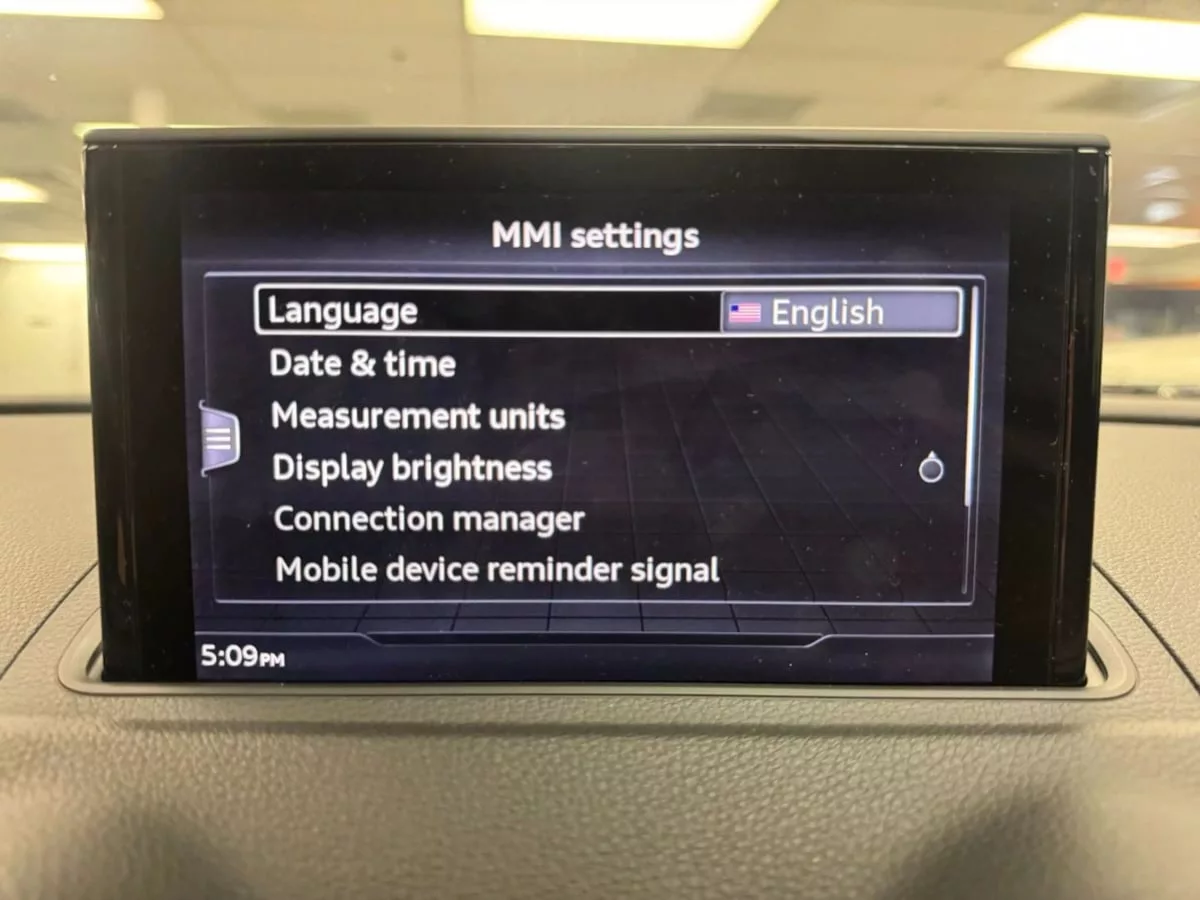 MMI settings
Language English
Date & time
Measurement units
Display brightness
Connection manager
Mobile device reminder signal
5:09PM